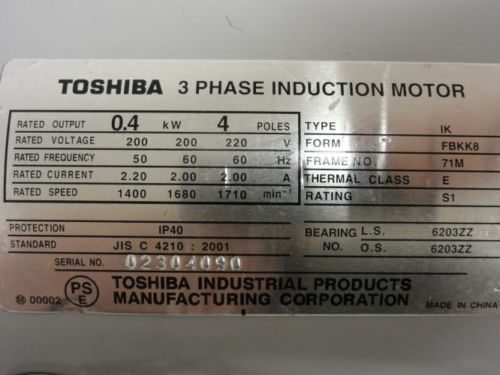 TOSHIBA 3 PHASE INDUCTION MOTOR
RATED OUTPUT 0.4 kW 4 POLES
RATED VOLTAGE 200 200 220 V
RATED FREQUENCY 50 60 60 Hz
RATED CURRENT 2.20 2.00 2.00 A
RATED SPEED 1400 1680 1710 min⁻¹
TYPE IK
FORM FBKK8
FRAME NO. 71M
THERMAL CLASS E
RATING S1
PROTECTION IP40
STANDARD JIS C 4210 : 2001
SERIAL NO. 02304090
BEARING L.S. 6203ZZ
NO. O.S. 6203ZZ
M 00002 PS E
TOSHIBA INDUSTRIAL PRODUCTS
MANUFACTURING CORPORATION
MADE IN CHINA